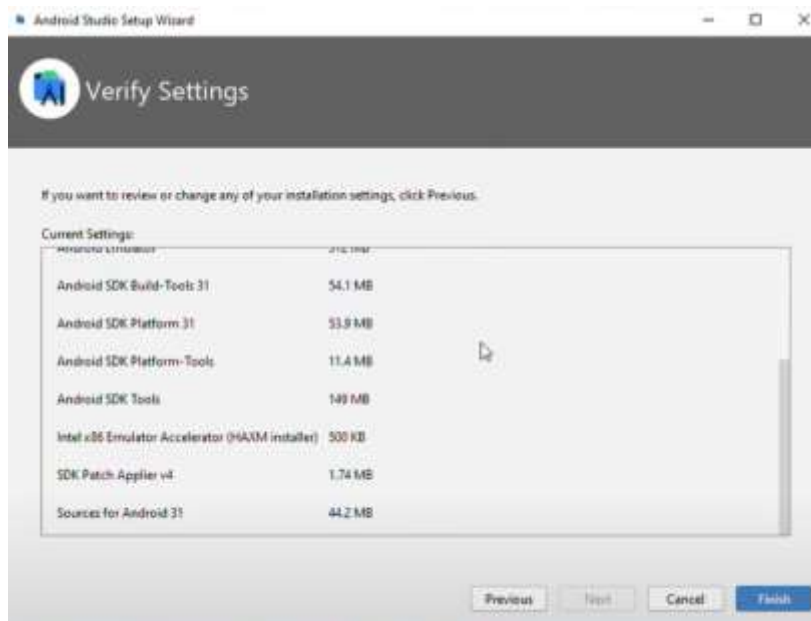 Android Studio Setup Wizard
Verify Settings
If you want to review or change any of your installation settings, click Previous.
Current Settings:
Android Emulator
Android SDK Build-Tools 31 54.1 MB
Android SDK Platform 31 53.9 MB
Android SDK Platform-Tools 11.4 MB
Android SDK Tools 149 MB
Intel x86 Emulator Accelerator (HAXM installer) 500 KB
SDK Patch Applier v4 1.74 MB
Sources for Android 31 44.2 MB
Previous Next Cancel Finish